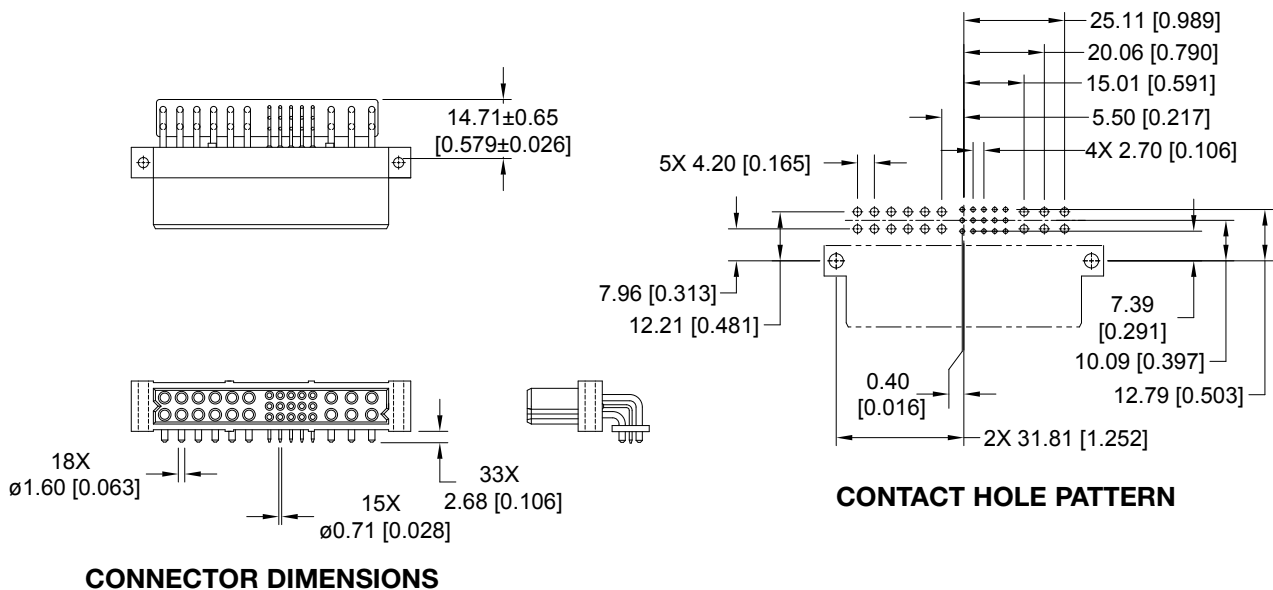 14.71±0.65
[0.579±0.026]
18X
ø1.60 [0.063]
15X
ø0.71 [0.028]
33X
2.68 [0.106]
CONNECTOR DIMENSIONS
25.11 [0.989]
20.06 [0.790]
15.01 [0.591]
5.50 [0.217]
4X 2.70 [0.106]
5X 4.20 [0.165]
7.96 [0.313]
12.21 [0.481]
7.39
[0.291]
10.09 [0.397]
12.79 [0.503]
0.40
[0.016]
2X 31.81 [1.252]
CONTACT HOLE PATTERN